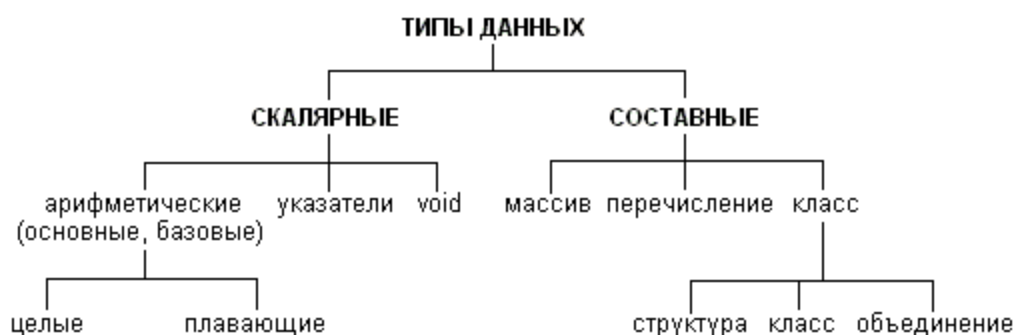 ТИПЫ ДАННЫХ
СКАЛЯРНЫЕ СОСТАВНЫЕ
арифметические указатели void массив перечисление класс
(основные, базовые)
целые плавающие структура класс объединение